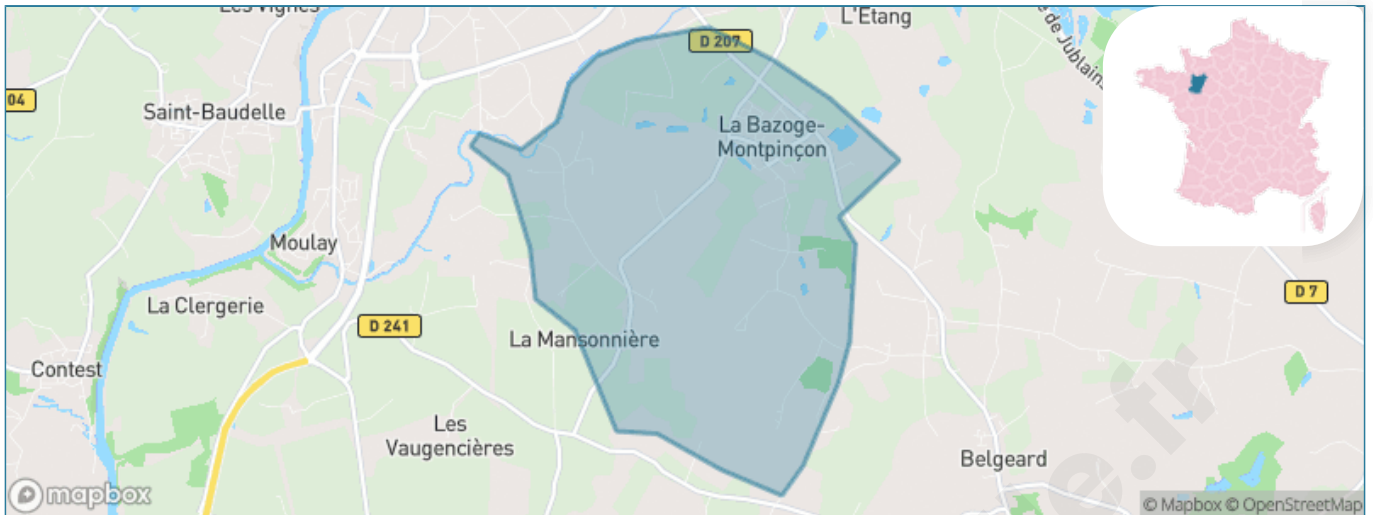 Les Vignes
L'Etang
D 207
de Jublains
04
Saint-Baudelle
La Bazoge-
Montpinçon
Moulay
La Clergerie
D 7
D 241
La Mansonnière
Contest
Les
Vaugencières
Belgeard
e.fr
mapbox
© Mapbox © OpenStreetMap